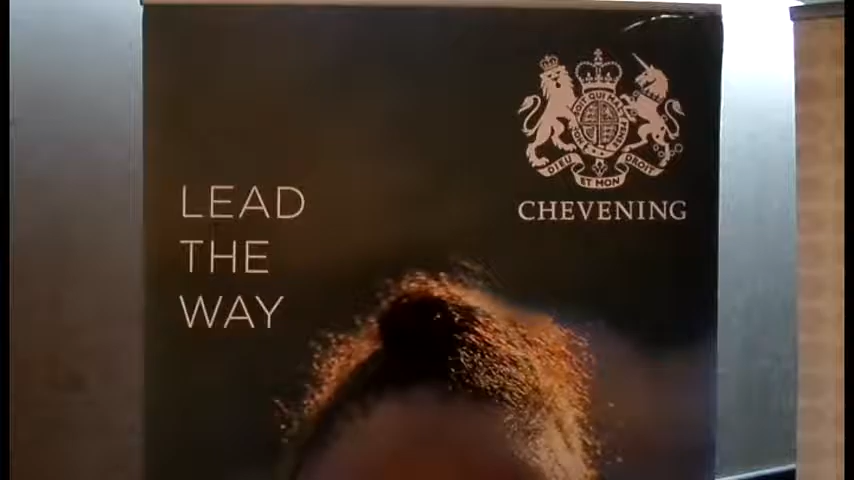 LEAD
THE
WAY
DIEU ET MON DROIT
CHEVENING